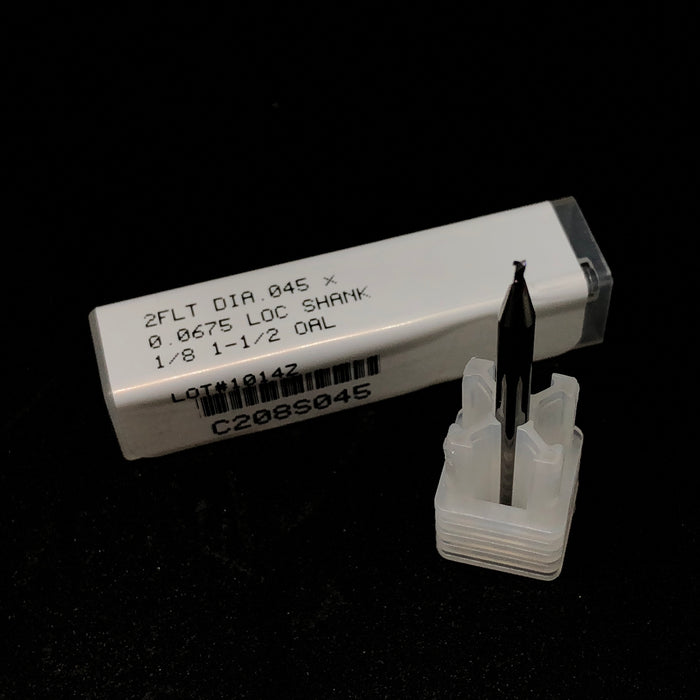 2FLT DIA.045 X
0.0675 LOC SHANK
1/8 1-1/2 OAL
LOT#10142
C208S045